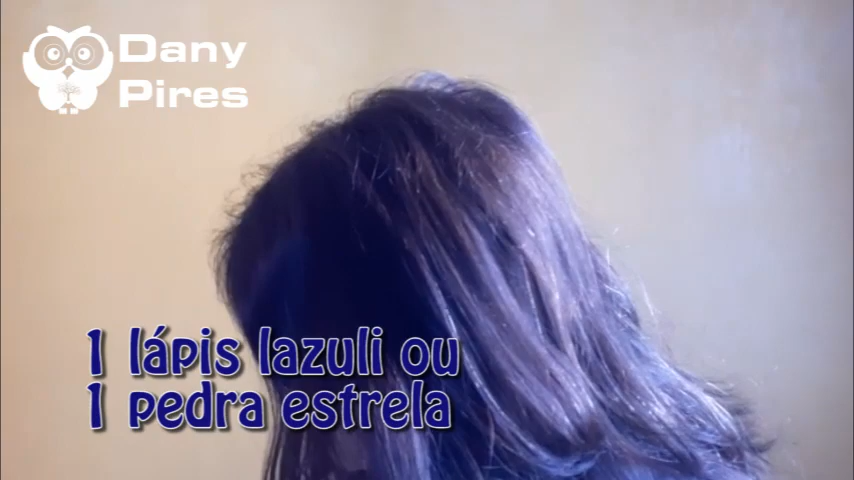 Dany
Pires
1 lápis lazuli ou
1 pedra estrela